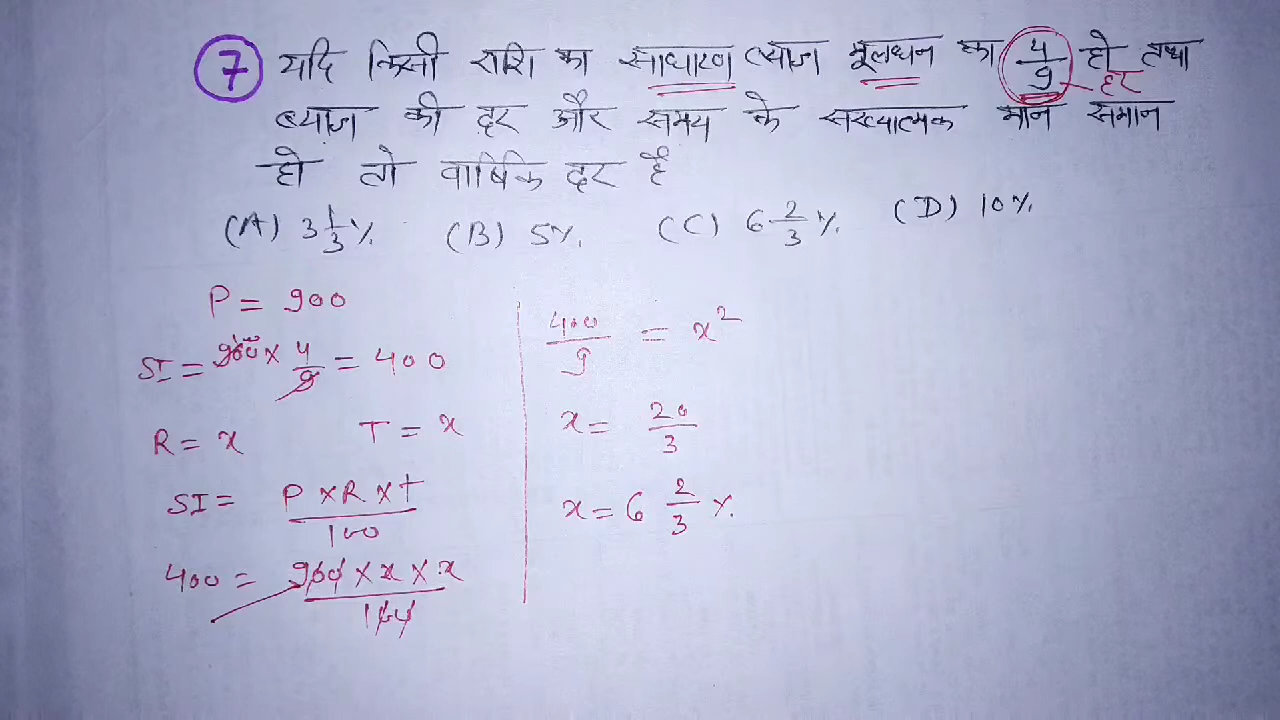 7 यदि किसी राशि का साधारण ब्याज मूलधन का 4/9 हो तथा
हर
ब्याज की दर और समय के संख्यात्मक मान समान
हो तो वार्षिक दर है
(A) 3 1/3 % (B) 5% (C) 6 2/3 % (D) 10%
P = 900
SI = 900 × 4/9 = 400
R = x T = x
SI = P × R × t / 100
400 = 900 × x × x / 100
400/9 = x²
x = 20/3
x = 6 2/3 %